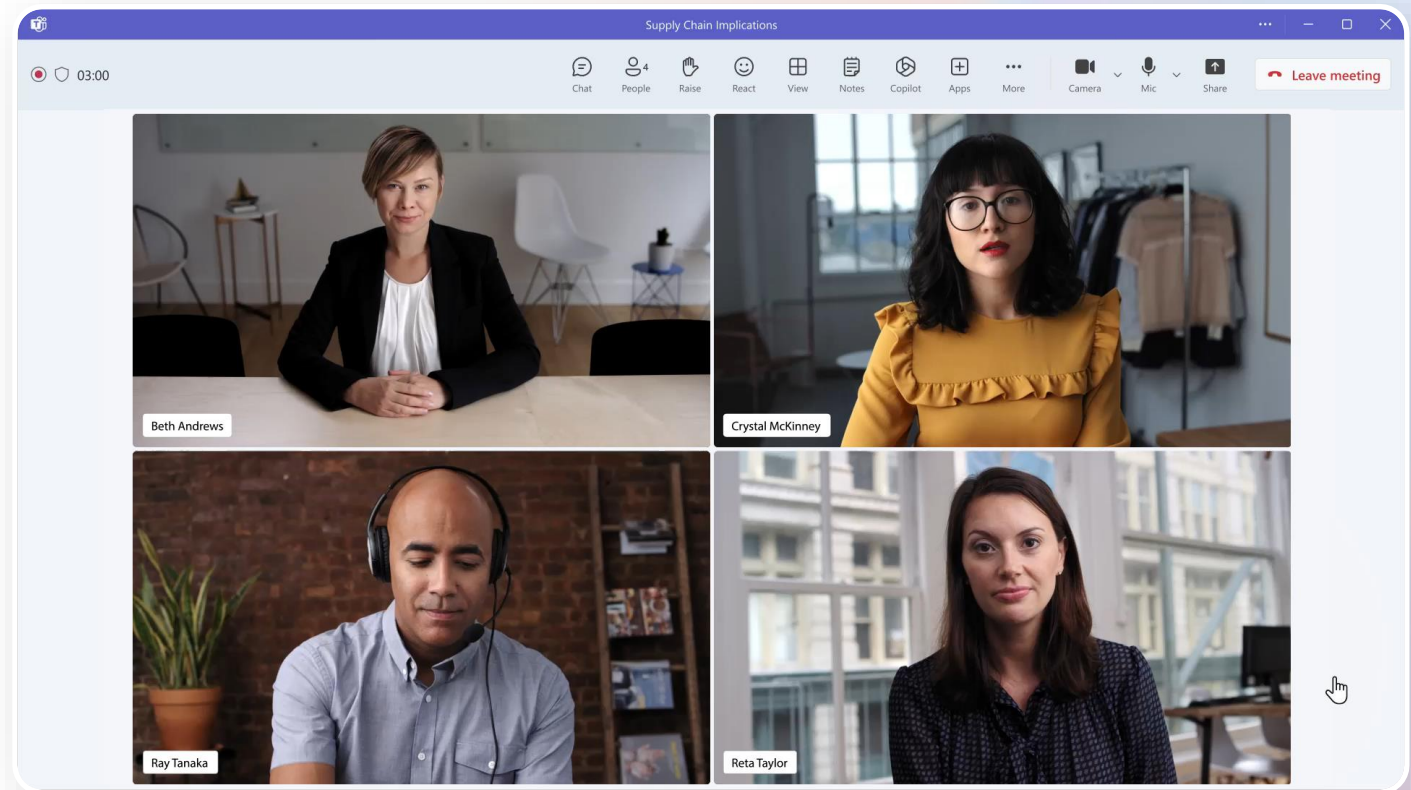 Supply Chain Implications
03:00
Chat
People
4
Raise
React
View
Notes
Copilot
Apps
More
Camera
Mic
Share
Leave meeting
Beth Andrews
Crystal McKinney
Ray Tanaka
Reta Taylor